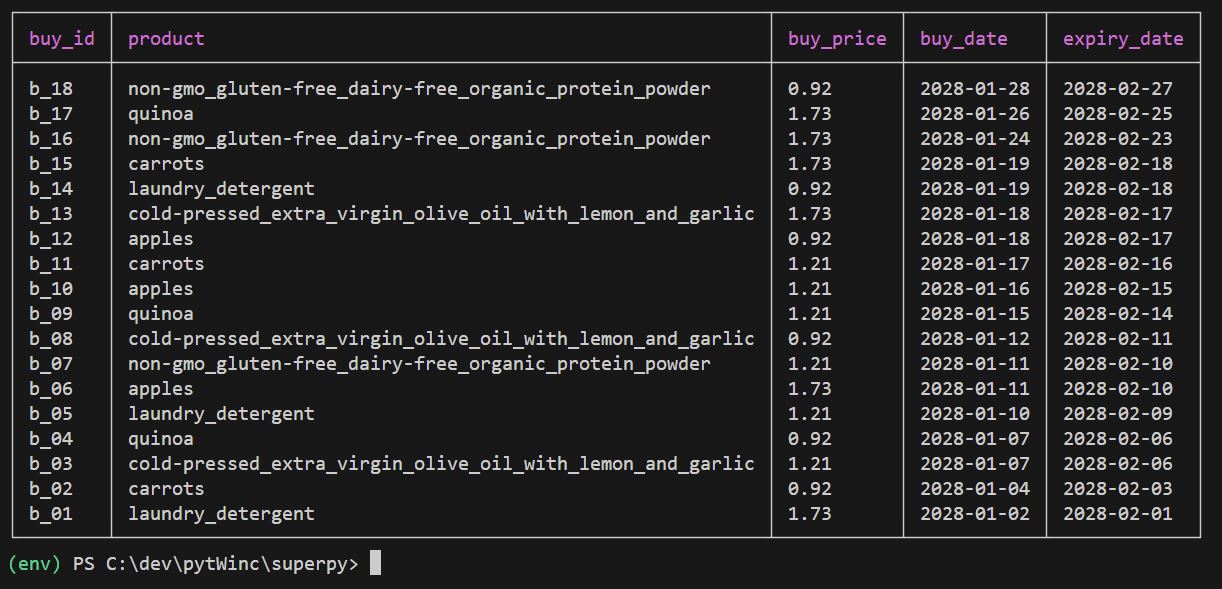 buy_id product buy_price buy_date expiry_date
b_18 non-gmo_gluten-free_dairy-free_organic_protein_powder 0.92 2028-01-28 2028-02-27
b_17 quinoa 1.73 2028-01-26 2028-02-25
b_16 non-gmo_gluten-free_dairy-free_organic_protein_powder 1.73 2028-01-24 2028-02-23
b_15 carrots 1.73 2028-01-19 2028-02-18
b_14 laundry_detergent 0.92 2028-01-19 2028-02-18
b_13 cold-pressed_extra_virgin_olive_oil_with_lemon_and_garlic 1.73 2028-01-18 2028-02-17
b_12 apples 0.92 2028-01-18 2028-02-17
b_11 carrots 1.21 2028-01-17 2028-02-16
b_10 apples 1.21 2028-01-16 2028-02-15
b_09 quinoa 1.21 2028-01-15 2028-02-14
b_08 cold-pressed_extra_virgin_olive_oil_with_lemon_and_garlic 0.92 2028-01-12 2028-02-11
b_07 non-gmo_gluten-free_dairy-free_organic_protein_powder 1.21 2028-01-11 2028-02-10
b_06 apples 1.73 2028-01-11 2028-02-10
b_05 laundry_detergent 1.21 2028-01-10 2028-02-09
b_04 quinoa 0.92 2028-01-07 2028-02-06
b_03 cold-pressed_extra_virgin_olive_oil_with_lemon_and_garlic 1.21 2028-01-07 2028-02-06
b_02 carrots 0.92 2028-01-04 2028-02-03
b_01 laundry_detergent 1.73 2028-01-02 2028-02-01
(env) PS C:\dev\pytWinc\superpy>